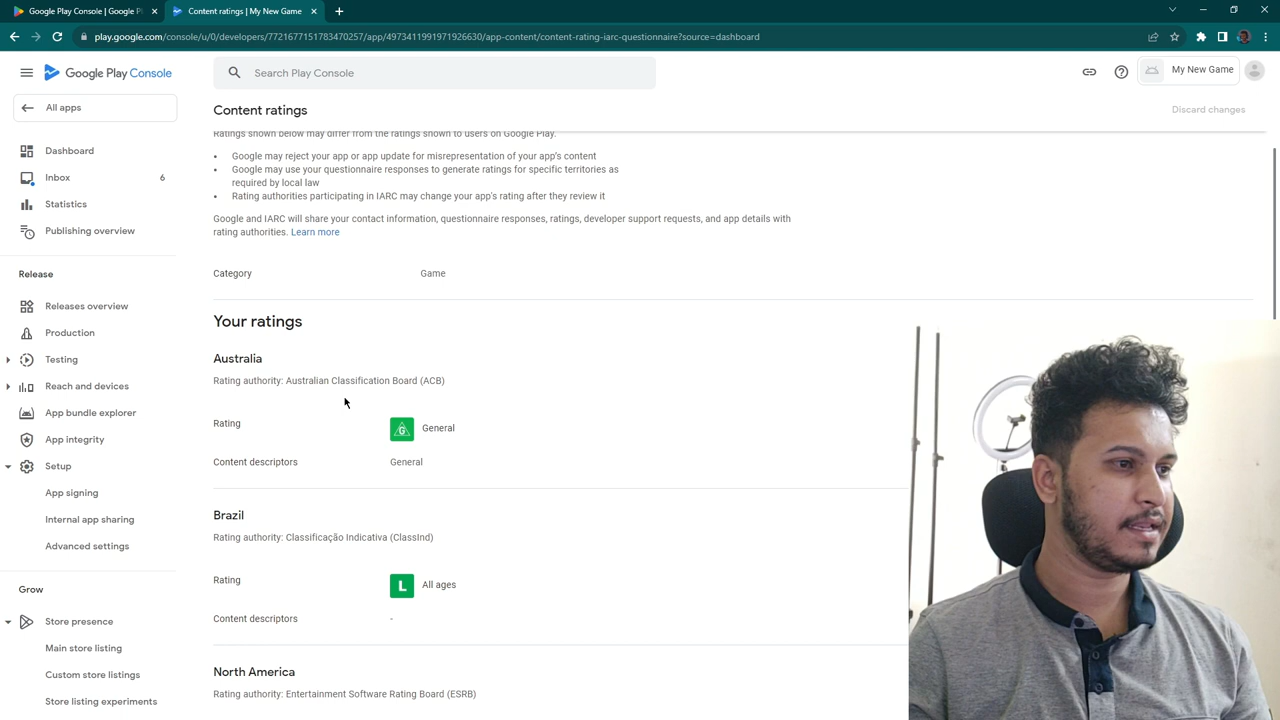 Google Play Console | Google Pl
Content ratings | My New Game
play.google.com/console/u/0/developers/7721677151783470257/app/4973411991971926630/app-content/content-rating-iarc-questionnaire?source=dashboard
Google Play Console
Search Play Console
My New Game
All apps
Content ratings
Discard changes
Dashboard
Inbox
6
Statistics
Publishing overview
Release
Releases overview
Production
Testing
Reach and devices
App bundle explorer
App integrity
Setup
App signing
Internal app sharing
Advanced settings
Grow
Store presence
Main store listing
Custom store listings
Store listing experiments
Ratings shown below may differ from the ratings shown to users on Google Play.
• Google may reject your app or app update for misrepresentation of your app's content
• Google may use your questionnaire responses to generate ratings for specific territories as
required by local law
• Rating authorities participating in IARC may change your app's rating after they review it
Google and IARC will share your contact information, questionnaire responses, ratings, developer support requests, and app details with
rating authorities. Learn more
Category
Game
Your ratings
Australia
Rating authority: Australian Classification Board (ACB)
Rating
G
General
Content descriptors
General
Brazil
Rating authority: Classificação Indicativa (ClassInd)
Rating
L
All ages
Content descriptors
-
North America
Rating authority: Entertainment Software Rating Board (ESRB)